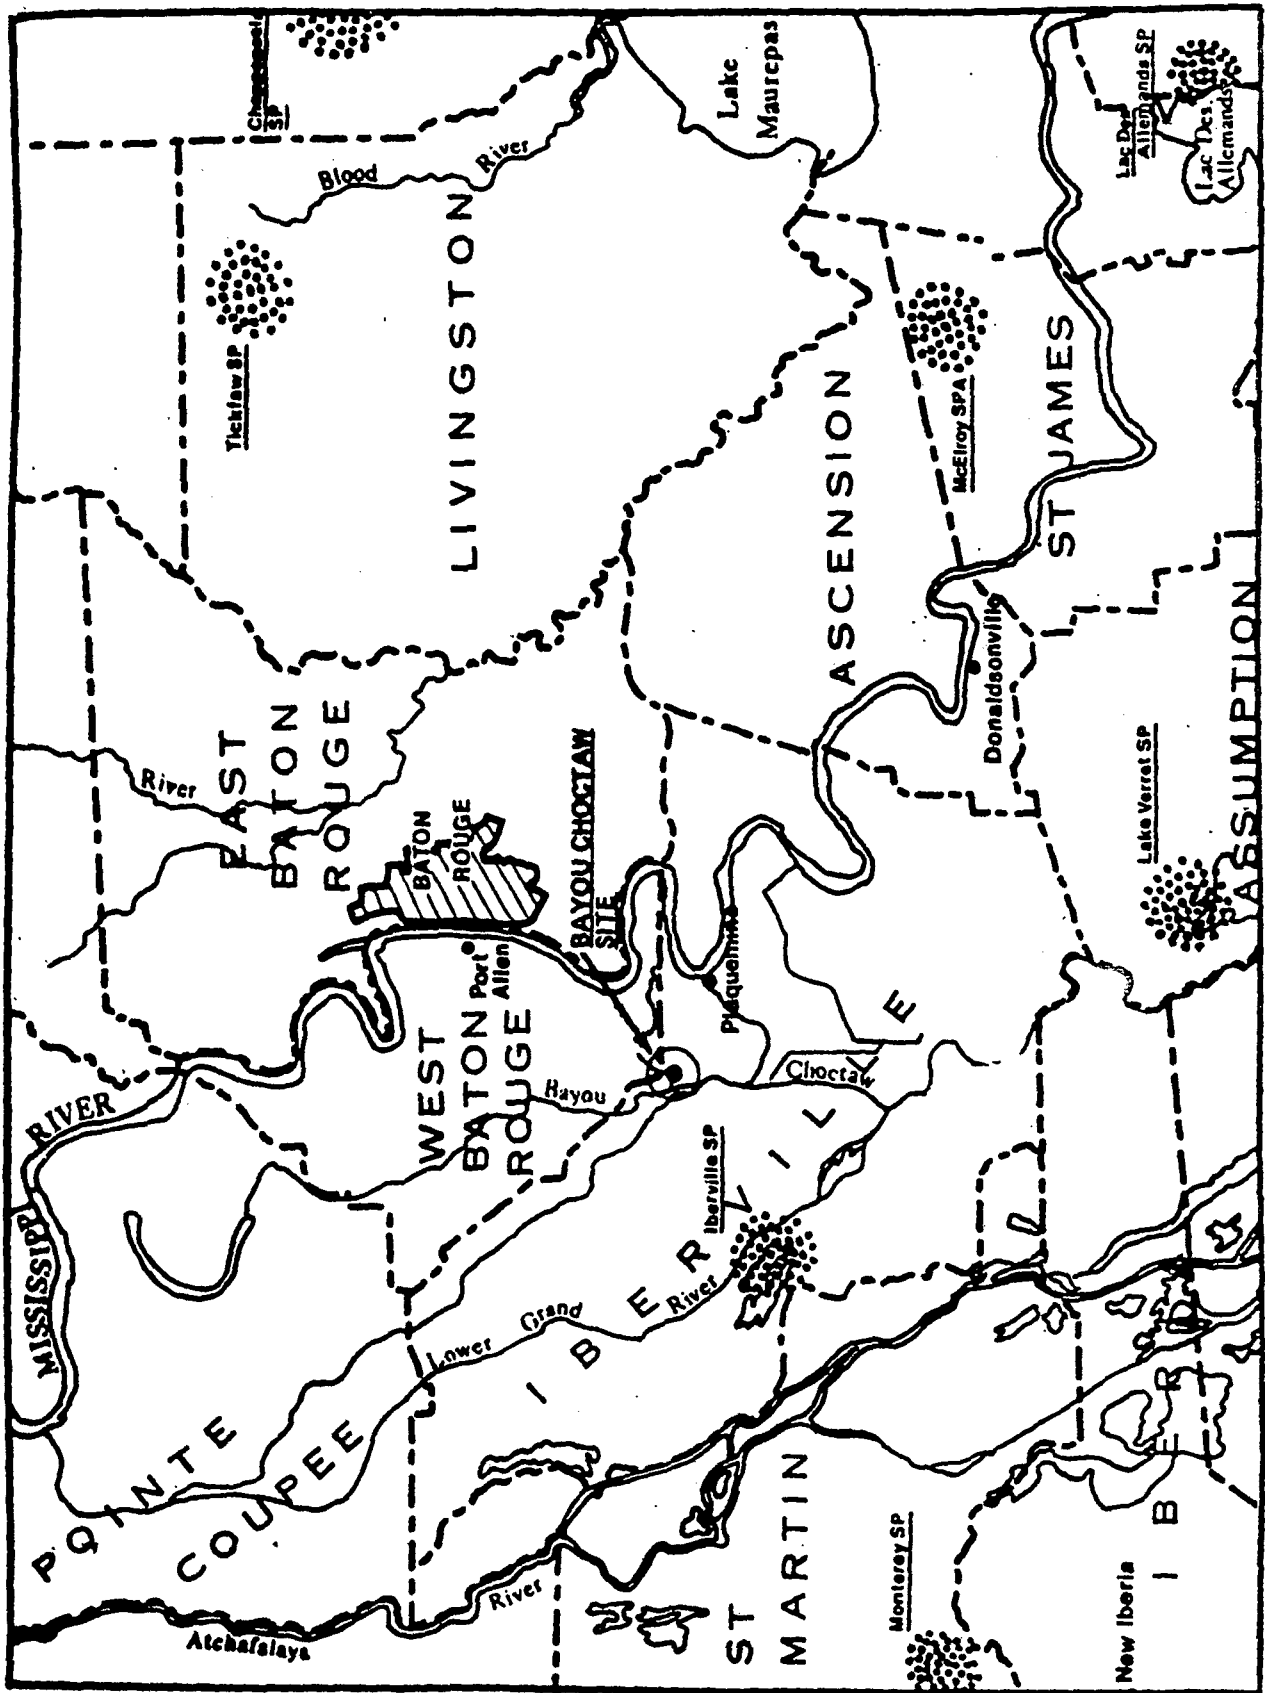 POINTE
COUPEE
MISSISSIPP
RIVER
Atchafalaya
River
Lower
Grand
River
IBERVILLE
Iberville SP
ST
MARTIN
Monterey SP
New Iberia
IBERIA
WEST
BATON
ROUGE
Port
Allen
Bayou
Choctaw
Plaquemine
BAYOU CHOCTAW
SITE
BATON
ROUGE
EAST
BATON
ROUGE
River
LIVINGSTON
Tickfaw SP
Blood
River
SP
Lake
Maurepas
ASCENSION
McElroy SPA
ST JAMES
Donaldsonville
Lake Verret SP
ASSUMPTION
Lac Des
Allemands SP
Lac Des
Allemands